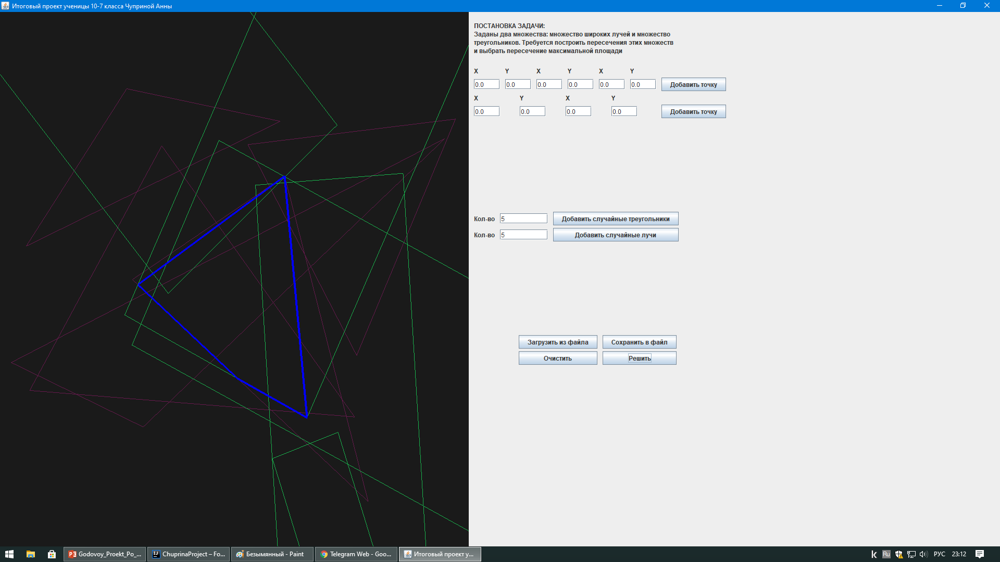 Итоговый проект ученицы 10-7 класса Чуприной Анны
ПОСТАНОВКА ЗАДАЧИ:
Заданы два множества: множество широких лучей и множество
треугольников. Требуется построить пересечения этих множеств
и выбрать пересечение максимальной площади
X Y X Y X Y
0.0 0.0 0.0 0.0 0.0 0.0 Добавить точку
X Y X Y
0.0 0.0 0.0 0.0 Добавить точку
Кол-во 5 Добавить случайные треугольники
Кол-во 5 Добавить случайные лучи
Загрузить из файла Сохранить в файл
Очистить Решить
Godovoy_Proekt_Po_... ChuprinaProject – Fo... Безымянный - Paint Telegram Web - Goo... Итоговый проект у... Ru РУС 23:12